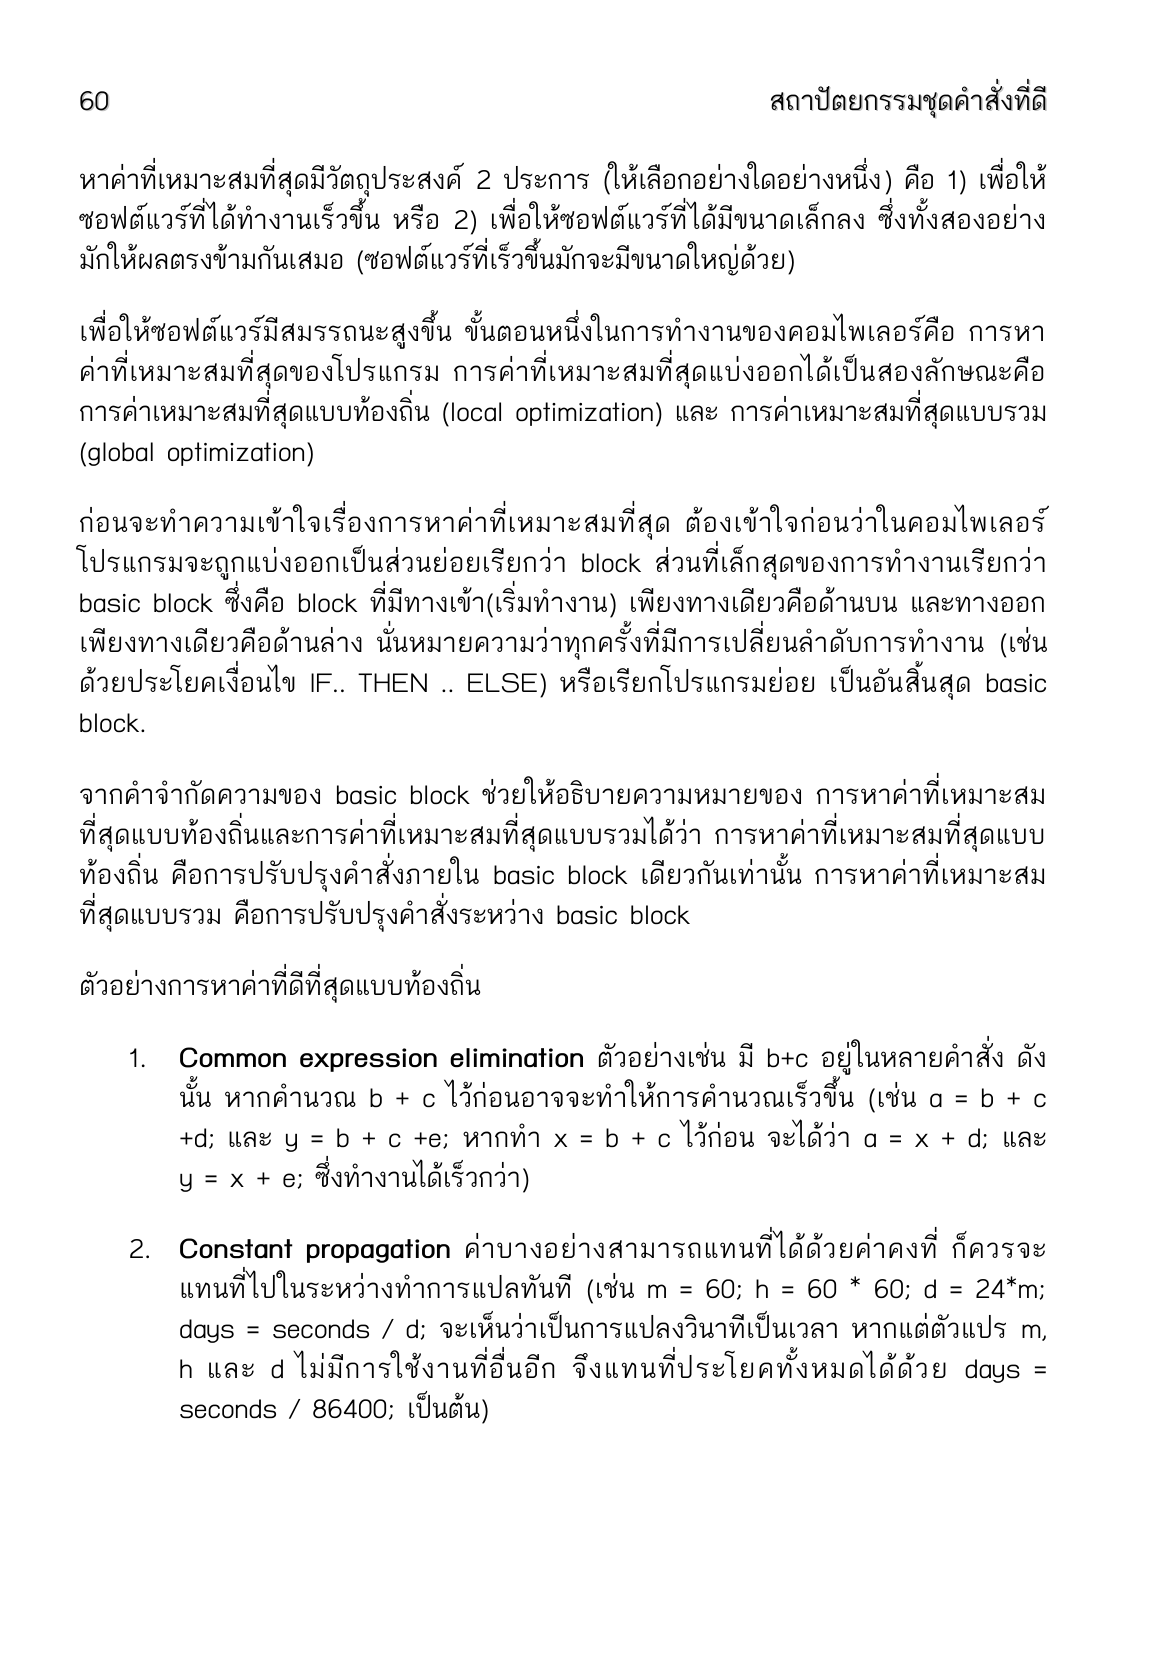 60 สถาปัตยกรรมชุดคำสั่งที่ดี
หาค่าที่เหมาะสมที่สุดมีวัตถุประสงค์ 2 ประการ (ให้เลือกอย่างใดอย่างหนึ่ง) คือ 1) เพื่อให้
ซอฟต์แวร์ที่ได้ทำงานเร็วขึ้น หรือ 2) เพื่อให้ซอฟต์แวร์ที่ได้มีขนาดเล็กลง ซึ่งทั้งสองอย่าง
มักให้ผลตรงข้ามกันเสมอ (ซอฟต์แวร์ที่เร็วขึ้นมักจะมีขนาดใหญ่ด้วย)
เพื่อให้ซอฟต์แวร์มีสมรรถนะสูงขึ้น ขั้นตอนหนึ่งในการทำงานของคอมไพเลอร์คือ การหา
ค่าที่เหมาะสมที่สุดของโปรแกรม การค่าที่เหมาะสมที่สุดแบ่งออกได้เป็นสองลักษณะคือ
การค่าเหมาะสมที่สุดแบบท้องถิ่น (local optimization) และ การค่าเหมาะสมที่สุดแบบรวม
(global optimization)
ก่อนจะทำความเข้าใจเรื่องการหาค่าที่เหมาะสมที่สุด ต้องเข้าใจก่อนว่าในคอมไพเลอร์
โปรแกรมจะถูกแบ่งออกเป็นส่วนย่อยเรียกว่า block ส่วนที่เล็กสุดของการทำงานเรียกว่า
basic block ซึ่งคือ block ที่มีทางเข้า(เริ่มทำงาน) เพียงทางเดียวคือด้านบน และทางออก
เพียงทางเดียวคือด้านล่าง นั่นหมายความว่าทุกครั้งที่มีการเปลี่ยนลำดับการทำงาน (เช่น
ด้วยประโยคเงื่อนไข IF.. THEN .. ELSE) หรือเรียกโปรแกรมย่อย เป็นอันสิ้นสุด basic
block.
จากคำจำกัดความของ basic block ช่วยให้อธิบายความหมายของ การหาค่าที่เหมาะสม
ที่สุดแบบท้องถิ่นและการค่าที่เหมาะสมที่สุดแบบรวมได้ว่า การหาค่าที่เหมาะสมที่สุดแบบ
ท้องถิ่น คือการปรับปรุงคำสั่งภายใน basic block เดียวกันเท่านั้น การหาค่าที่เหมาะสม
ที่สุดแบบรวม คือการปรับปรุงคำสั่งระหว่าง basic block
ตัวอย่างการหาค่าที่ดีที่สุดแบบท้องถิ่น
1. Common expression elimination ตัวอย่างเช่น มี b+c อยู่ในหลายคำสั่ง ดัง
นั้น หากคำนวณ b + c ไว้ก่อนอาจจะทำให้การคำนวณเร็วขึ้น (เช่น a = b + c
+d; และ y = b + c +e; หากทำ x = b + c ไว้ก่อน จะได้ว่า a = x + d; และ
y = x + e; ซึ่งทำงานได้เร็วกว่า)
2. Constant propagation ค่าบางอย่างสามารถแทนที่ได้ด้วยค่าคงที่ ก็ควรจะ
แทนที่ไปในระหว่างทำการแปลทันที (เช่น m = 60; h = 60 * 60; d = 24*m;
days = seconds / d; จะเห็นว่าเป็นการแปลงวินาทีเป็นเวลา หากแต่ตัวแปร m,
h และ d ไม่มีการใช้งานที่อื่นอีก จึงแทนที่ประโยคทั้งหมดได้ด้วย days =
seconds / 86400; เป็นต้น)